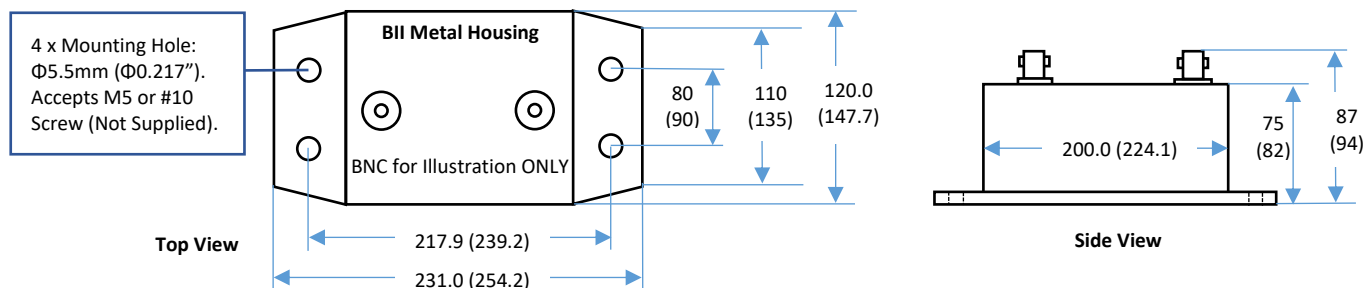 4 x Mounting Hole:
Φ5.5mm (Φ0.217”).
Accepts M5 or #10
Screw (Not Supplied).
BII Metal Housing
BNC for Illustration ONLY
80
(90)
110
(135)
120.0
(147.7)
217.9 (239.2)
231.0 (254.2)
Top View
200.0 (224.1)
75
(82)
87
(94)
Side View